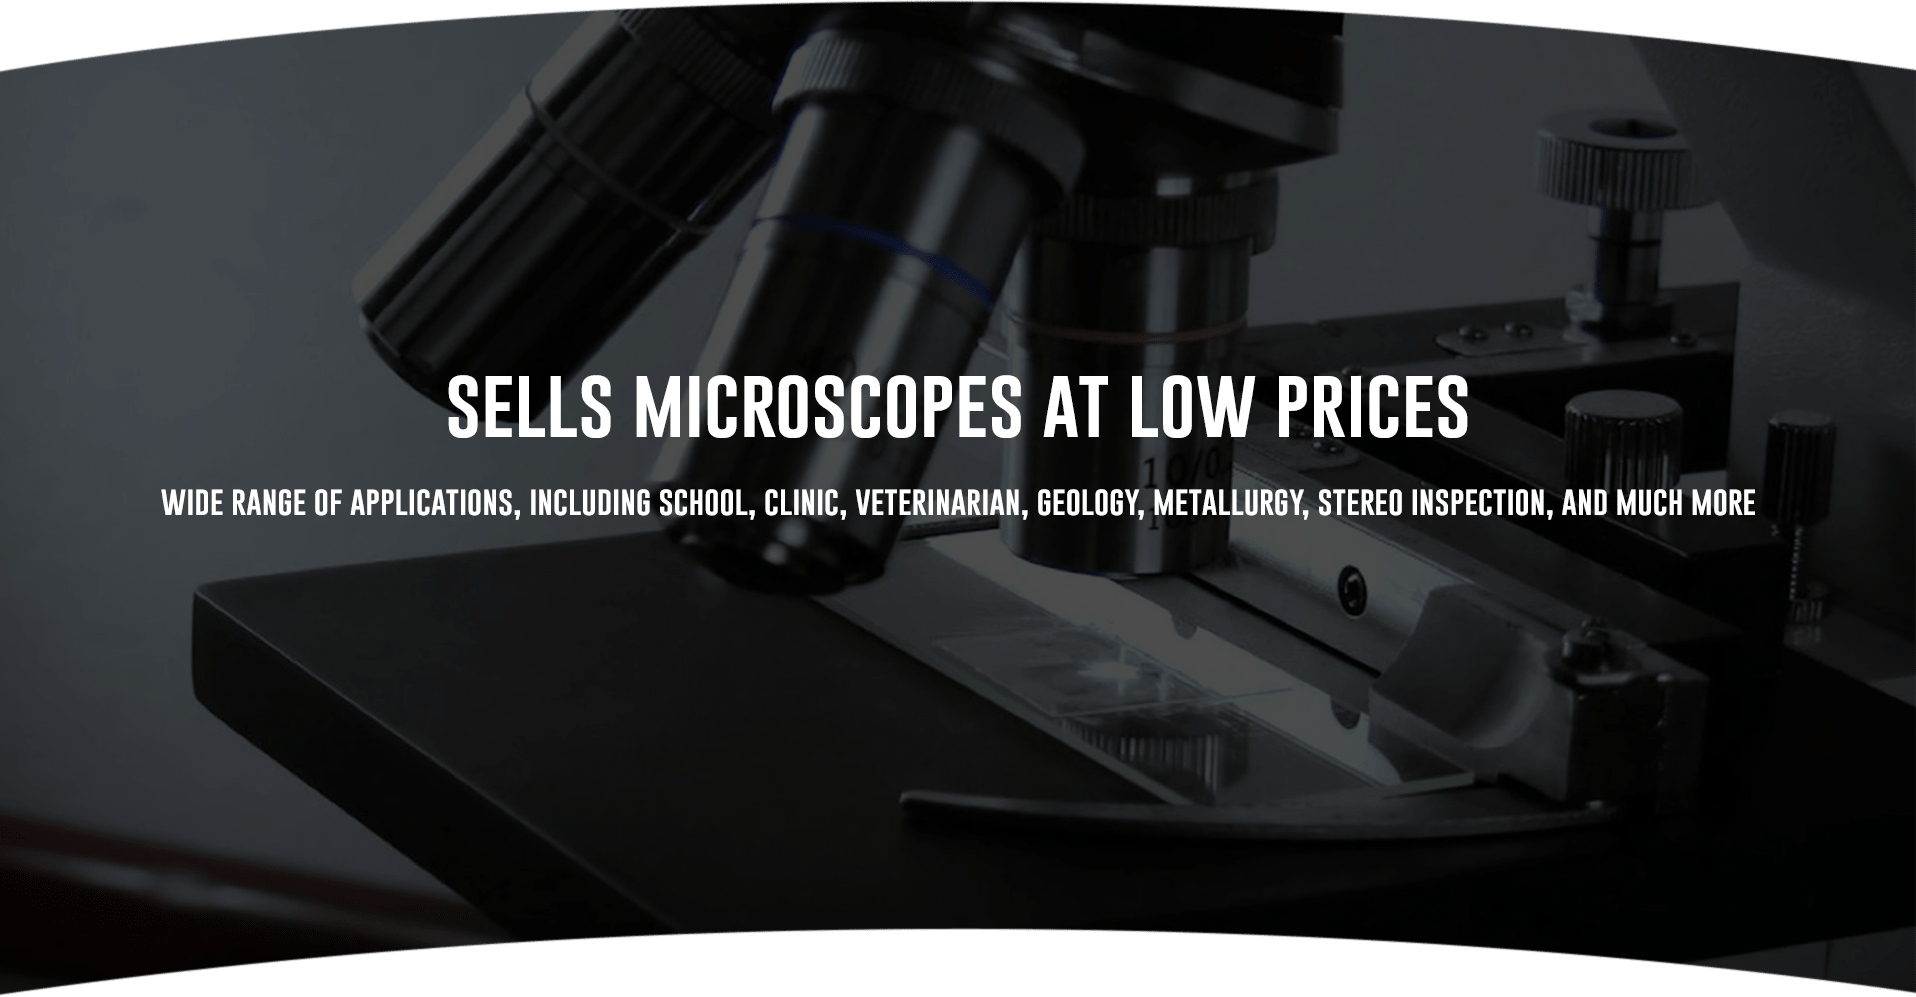 SELLS MICROSCOPES AT LOW PRICES
WIDE RANGE OF APPLICATIONS, INCLUDING SCHOOL, CLINIC, VETERINARIAN, GEOLOGY, METALLURGY, STEREO INSPECTION, AND MUCH MORE